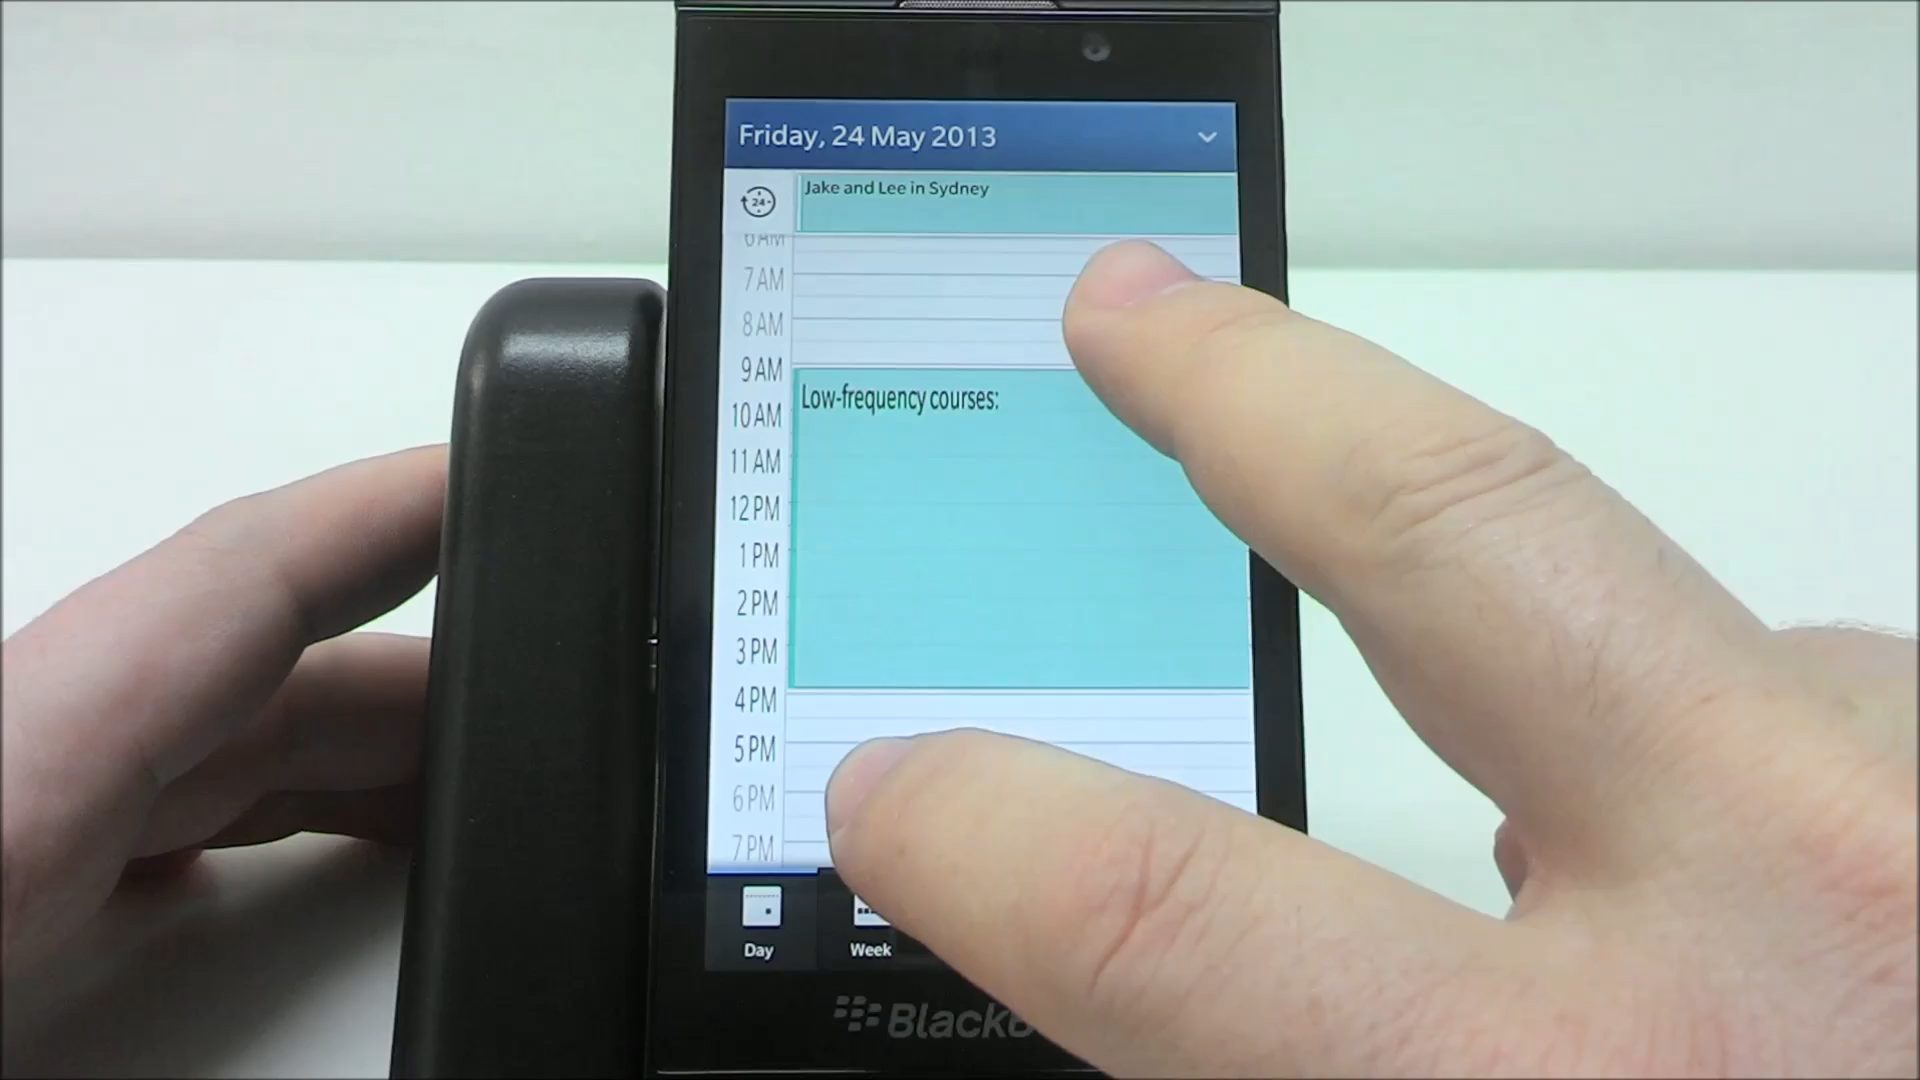 Friday, 24 May 2013
24
Jake and Lee in Sydney
7 AM
8 AM
9 AM
Low-frequency courses:
10 AM
11 AM
12 PM
1 PM
2 PM
3 PM
4 PM
5 PM
6 PM
7 PM
Day
Week